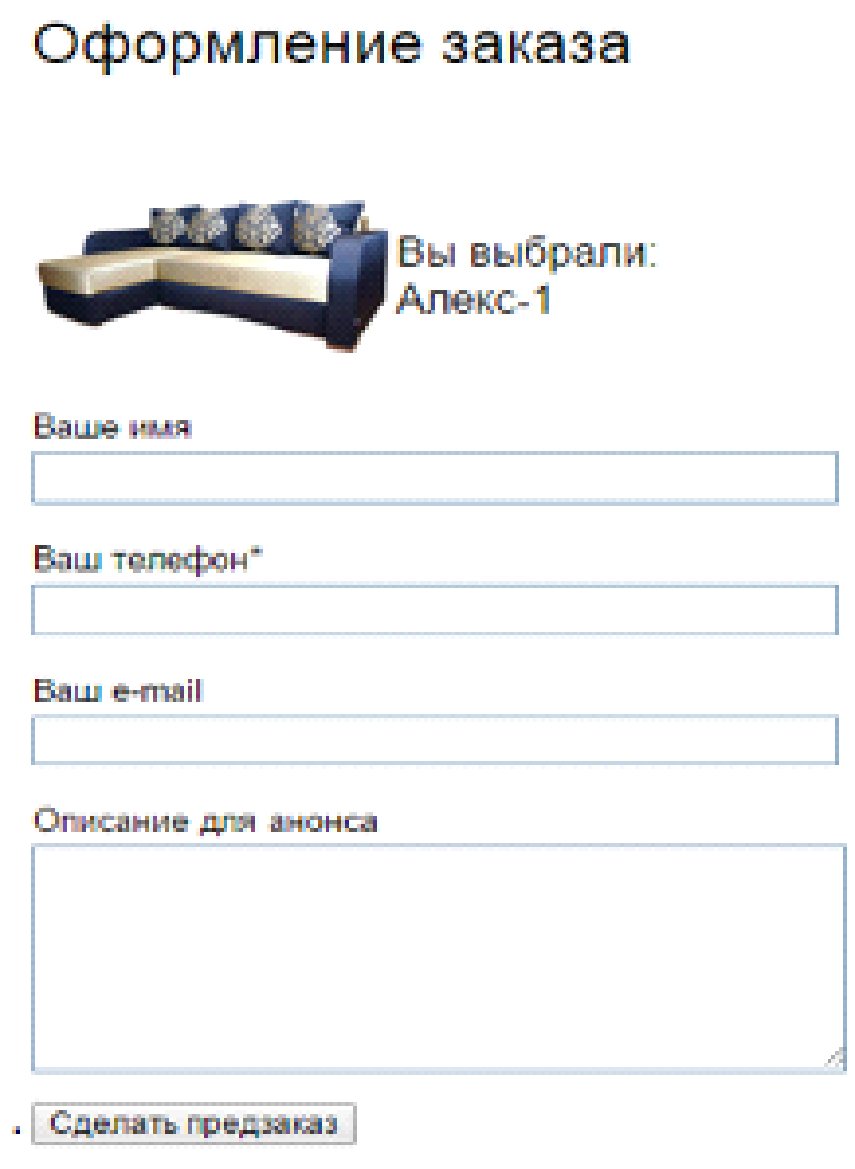 Оформление заказа
Вы выбрали:
Алекс-1
Ваше имя
Ваш телефон*
Ваш e-mail
Описание для анонса
Сделать предзаказ